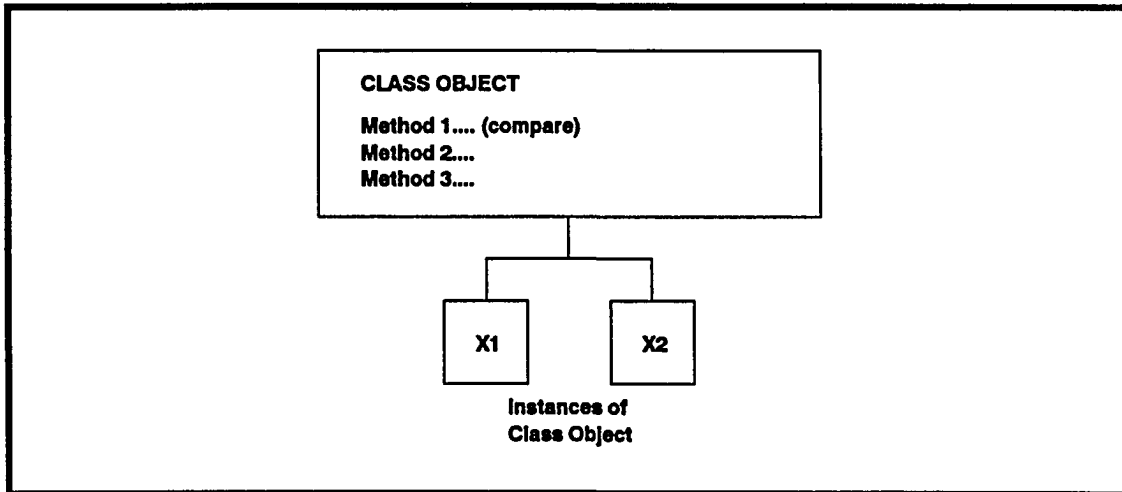 CLASS OBJECT
Method 1.... (compare)
Method 2....
Method 3....
X1
X2
Instances of
Class Object